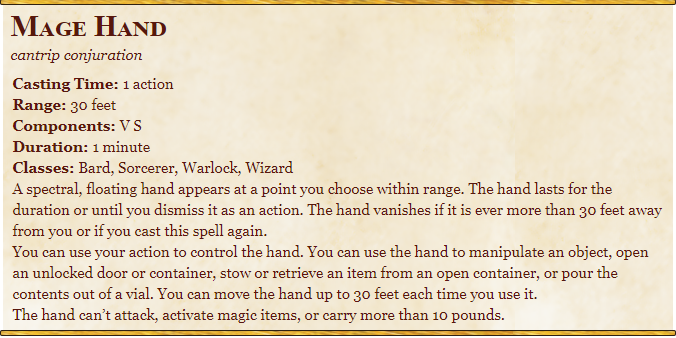 Mage Hand
cantrip conjuration
Casting Time: 1 action
Range: 30 feet
Components: V S
Duration: 1 minute
Classes: Bard, Sorcerer, Warlock, Wizard
A spectral, floating hand appears at a point you choose within range. The hand lasts for the
duration or until you dismiss it as an action. The hand vanishes if it is ever more than 30 feet away
from you or if you cast this spell again.
You can use your action to control the hand. You can use the hand to manipulate an object, open
an unlocked door or container, stow or retrieve an item from an open container, or pour the
contents out of a vial. You can move the hand up to 30 feet each time you use it.
The hand can't attack, activate magic items, or carry more than 10 pounds.